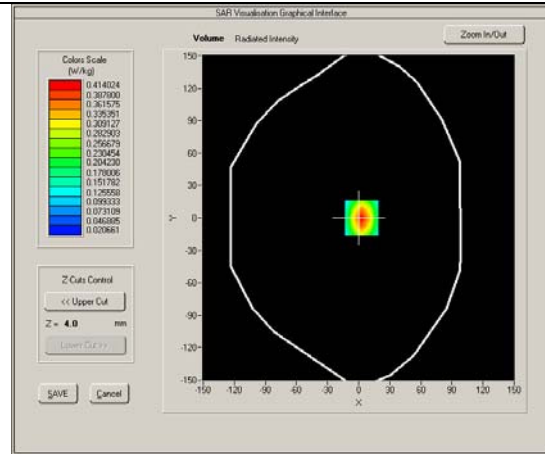 SAR Visualisation Graphical Interface
Volume Radiated Intensity
Zoom In/Out
Colors Scale
(W/kg)
0.414024
0.387800
0.361575
0.335351
0.309127
0.282903
0.256679
0.230454
0.204230
0.178006
0.151782
0.125558
0.099333
0.073109
0.046885
0.020661
Z Cuts Control
<< Upper Cut
Z = 4.0 mm
Lower Cut >>
SAVE Cancel
150
120
90
60
30
0
-30
-60
-90
-120
-150
Y
-150 -120 -90 -60 -30 0 30 60 90 120 150
X